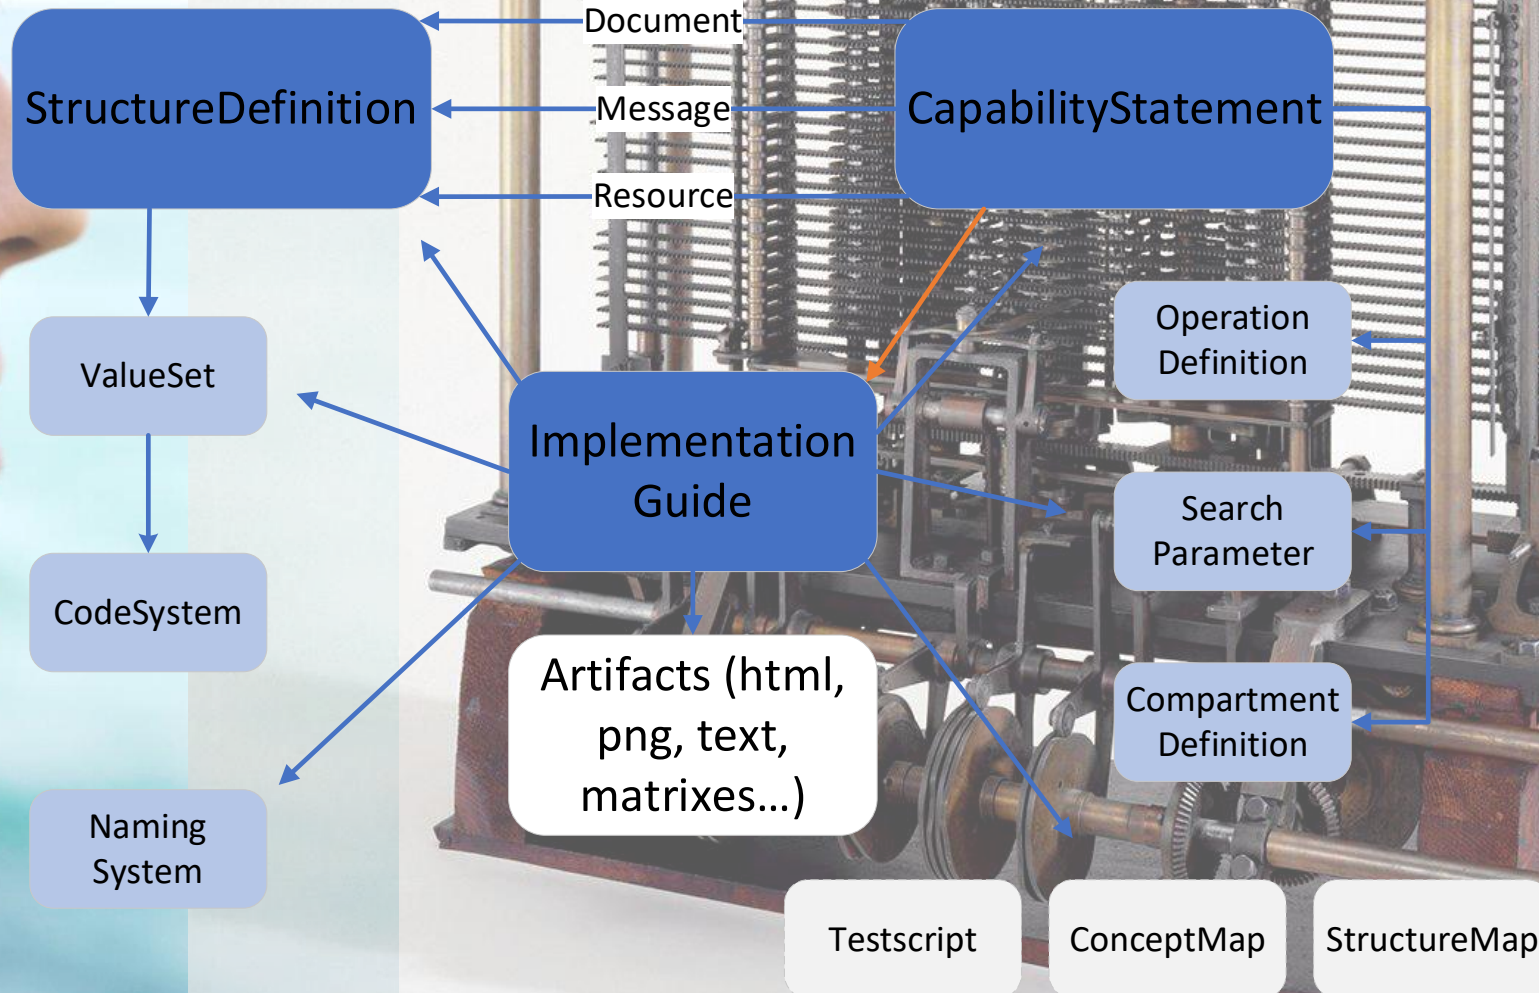 Document
StructureDefinition
Message
CapabilityStatement
Resource
Operation
Definition
ValueSet
Implementation
Guide
Search
Parameter
CodeSystem
Artifacts (html,
png, text,
matrixes...)
Compartment
Definition
Naming
System
Testscript
ConceptMap
StructureMap